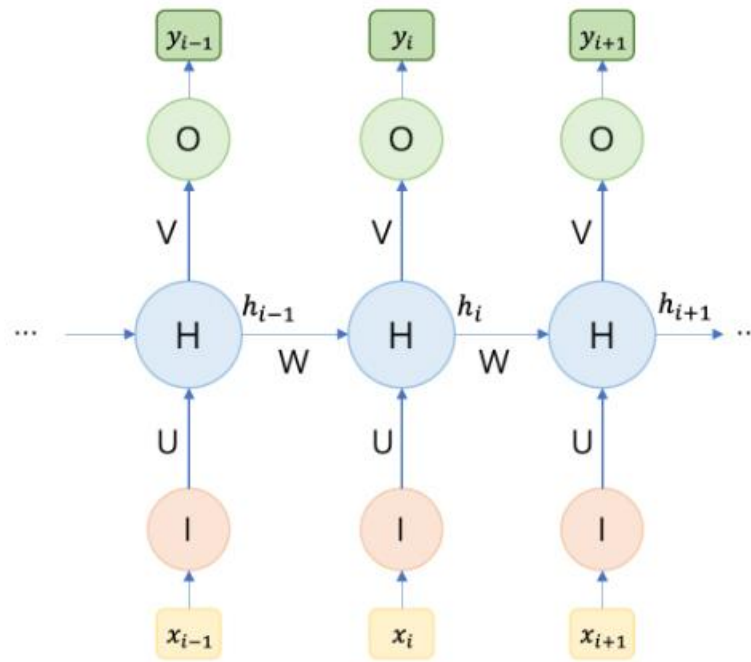 y_{i-1} y_i y_{i+1}
O O O
V V V
h_{i-1} h_i h_{i+1}
... H H H ..
W W
U U U
I I I
x_{i-1} x_i x_{i+1}